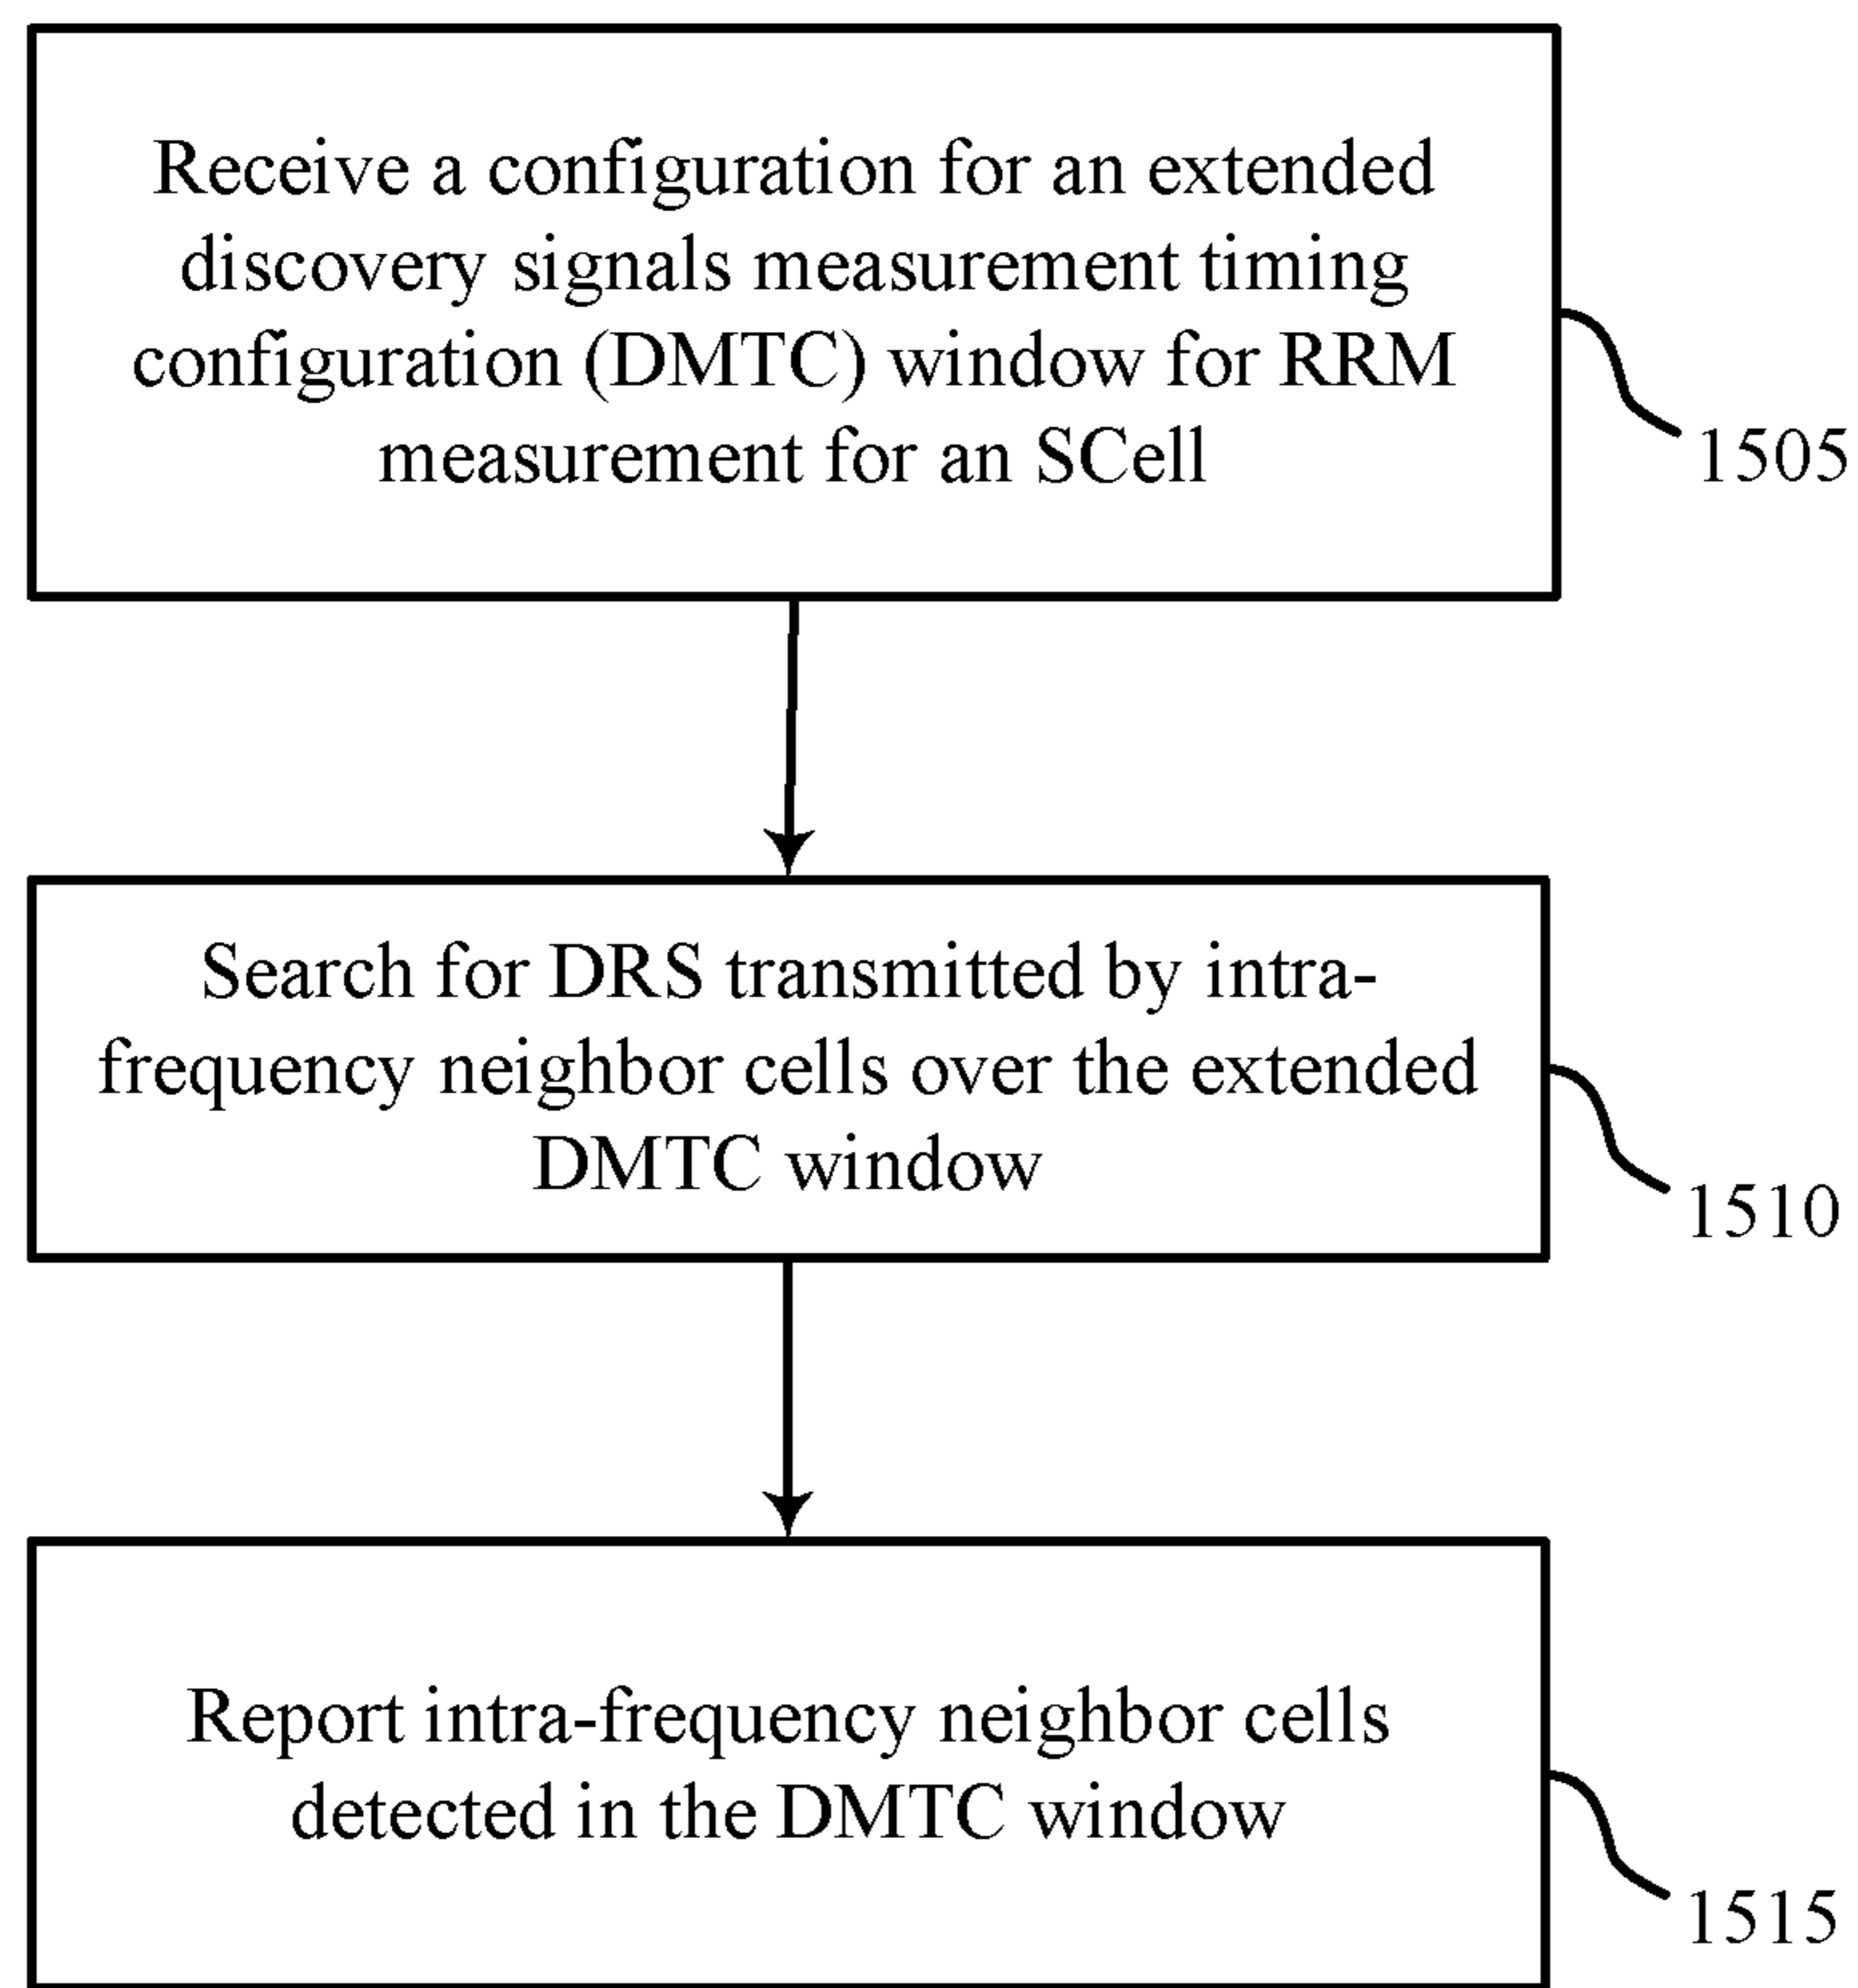 Receive a configuration for an extended
discovery signals measurement timing
configuration (DMTC) window for RRM
measurement for an SCell
1505
Search for DRS transmitted by intra-
frequency neighbor cells over the extended
DMTC window
1510
Report intra-frequency neighbor cells
detected in the DMTC window
1515